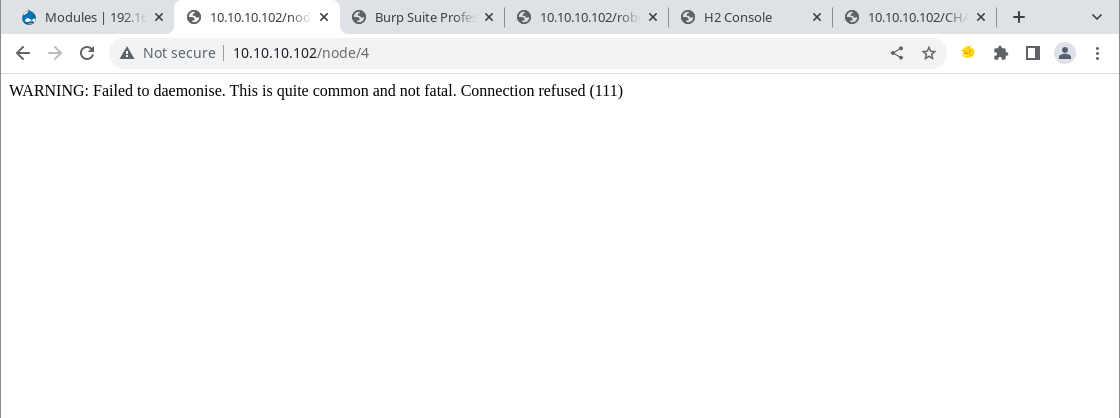 Modules | 192.16
10.10.10.102/nod
Burp Suite Profes
10.10.10.102/rob
H2 Console
10.10.10.102/CHA
Not secure 10.10.10.102/node/4
WARNING: Failed to daemonise. This is quite common and not fatal. Connection refused (111)